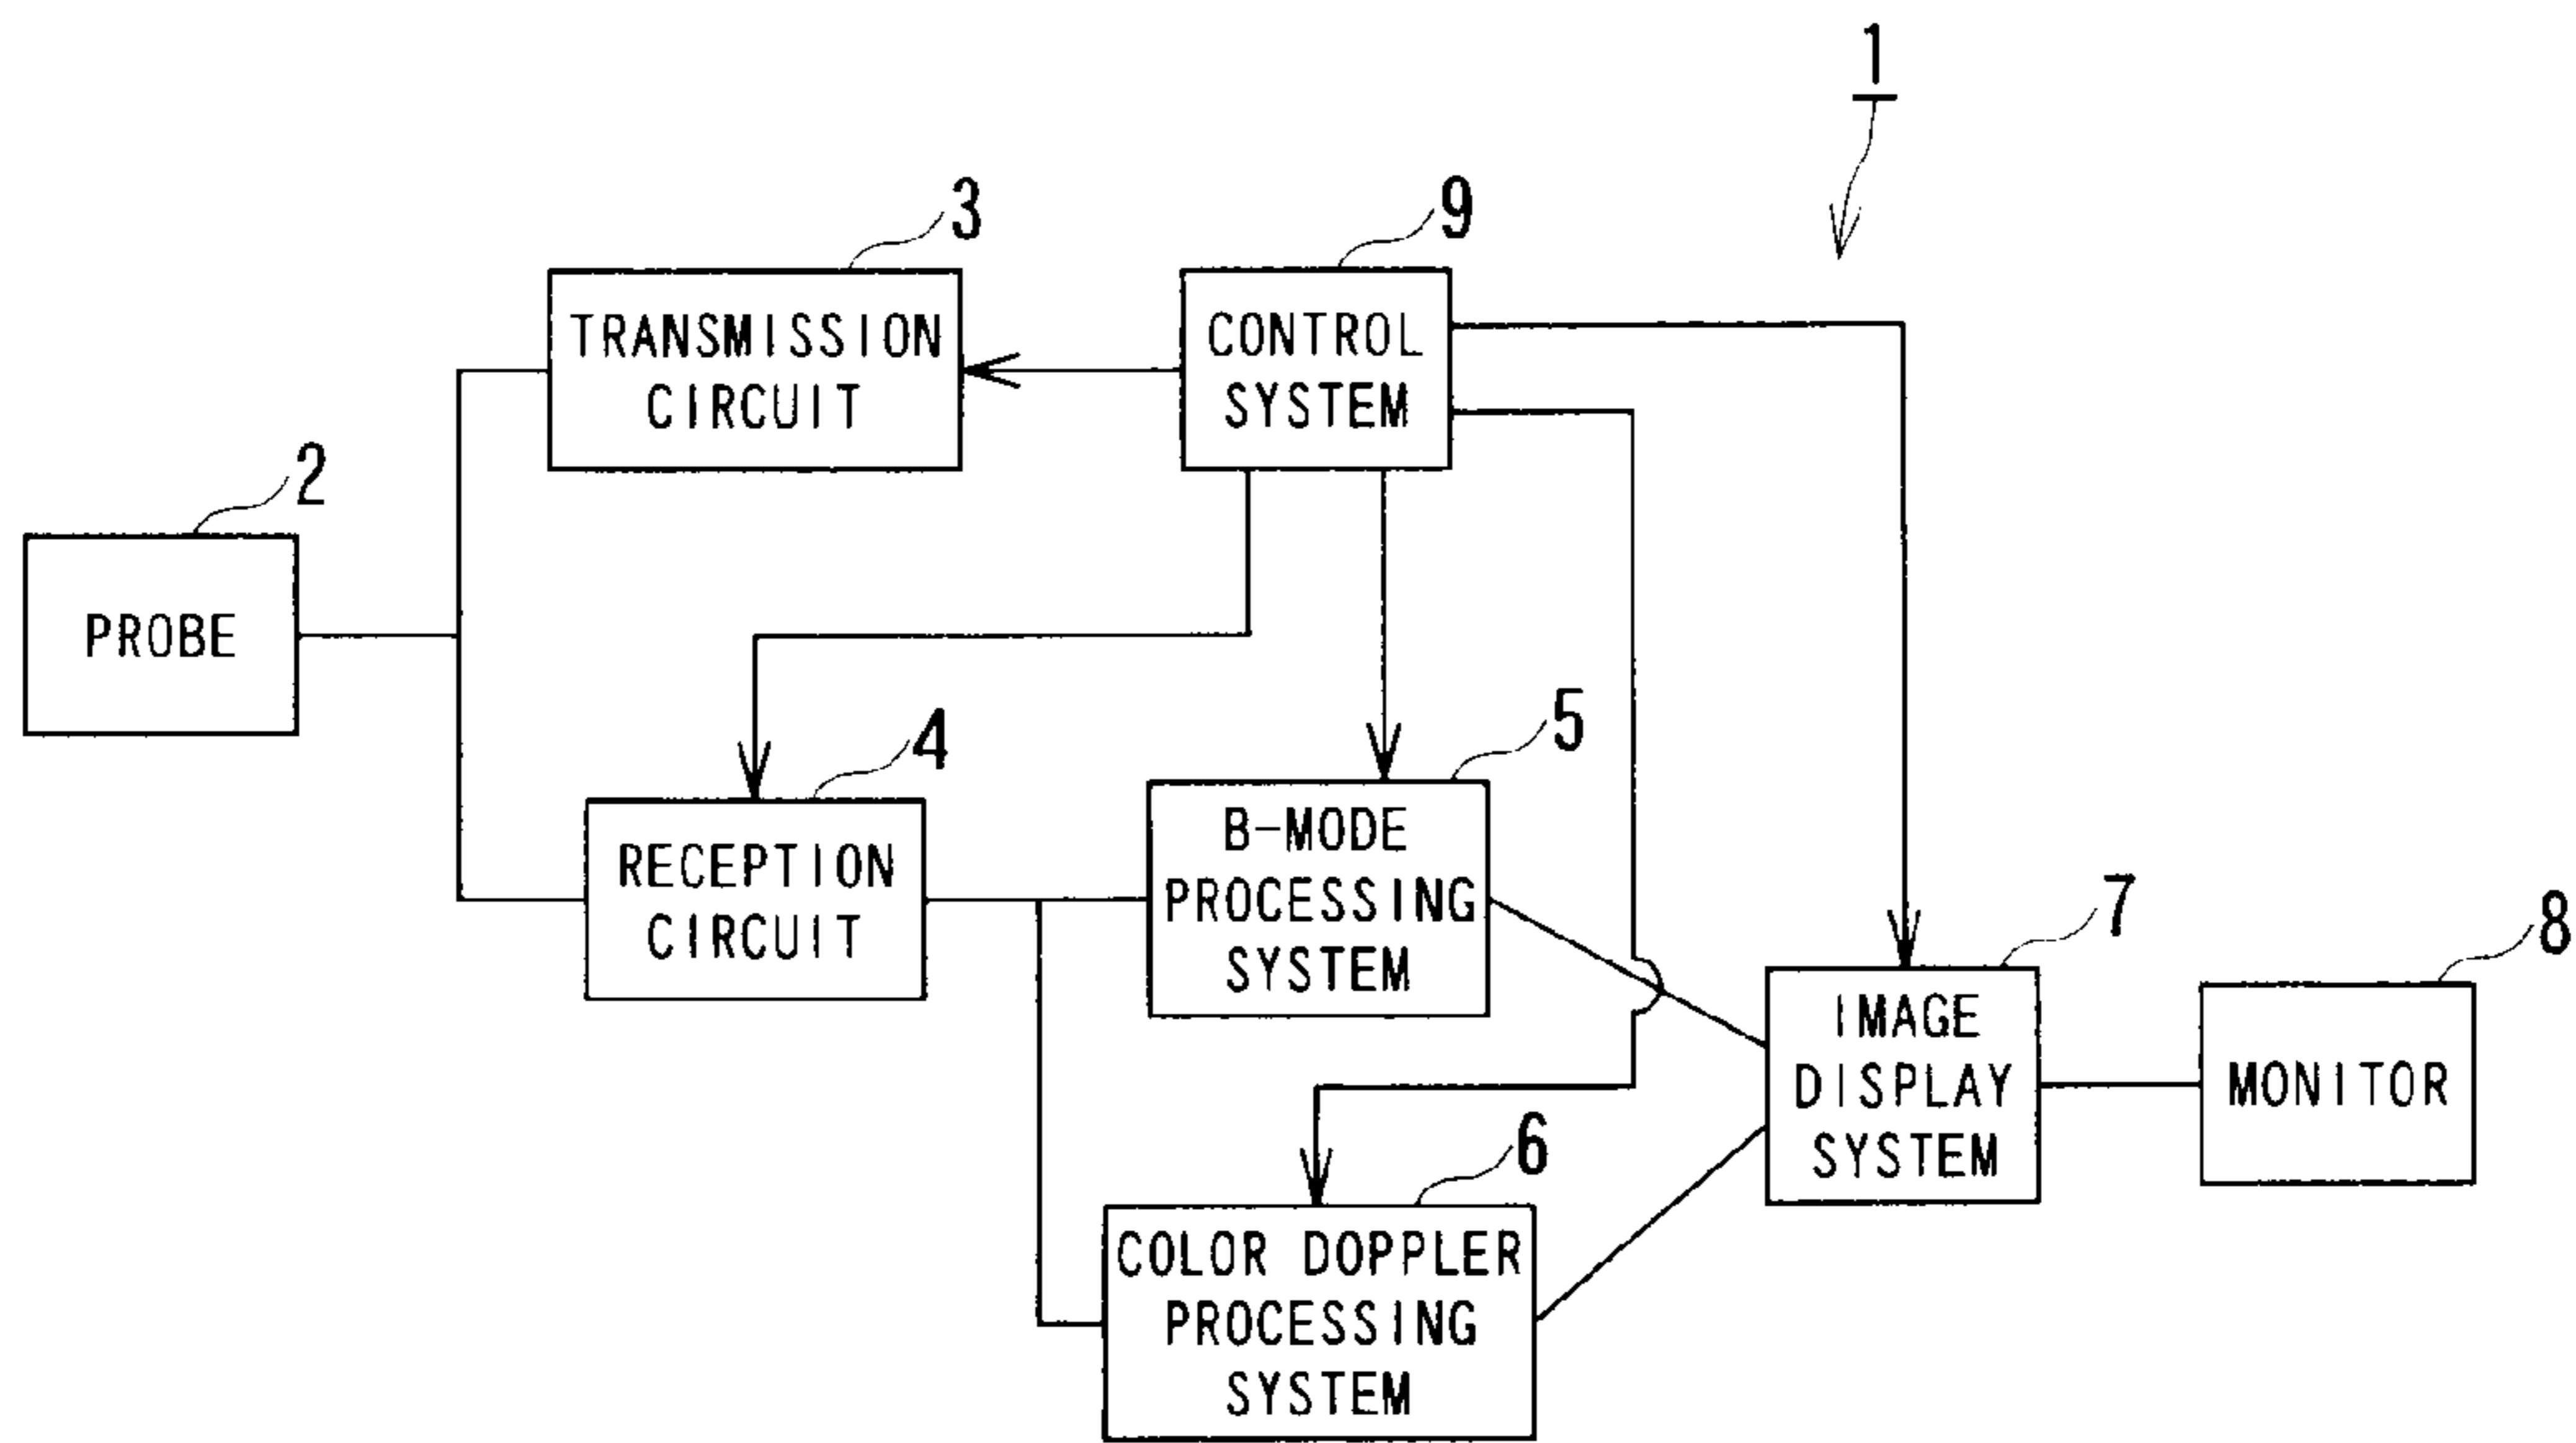 1
3
9
TRANSMISSION
CIRCUIT
CONTROL
SYSTEM
2
PROBE
4
5
RECEPTION
CIRCUIT
B-MODE
PROCESSING
SYSTEM
7
8
IMAGE
DISPLAY
SYSTEM
MONITOR
6
COLOR DOPPLER
PROCESSING
SYSTEM